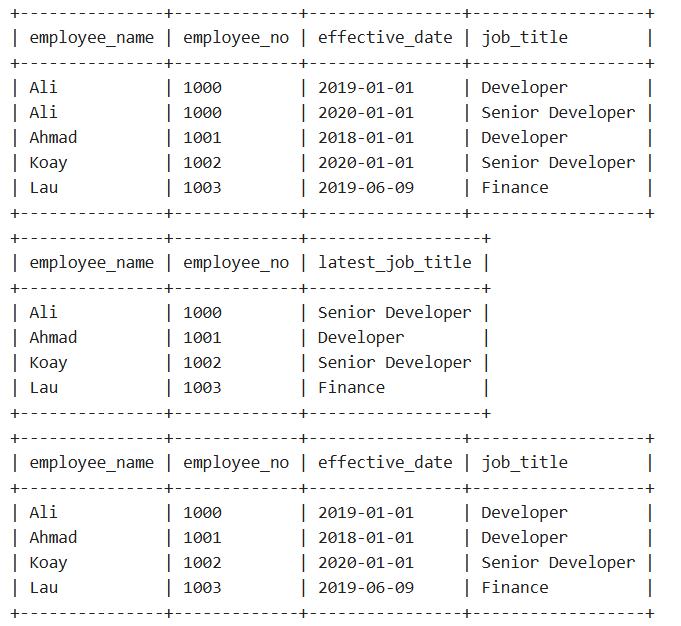 +---------------+-------------+----------------+------------------+
| employee_name | employee_no | effective_date | job_title        |
+---------------+-------------+----------------+------------------+
| Ali           | 1000        | 2019-01-01     | Developer        |
| Ali           | 1000        | 2020-01-01     | Senior Developer |
| Ahmad         | 1001        | 2018-01-01     | Developer        |
| Koay          | 1002        | 2020-01-01     | Senior Developer |
| Lau           | 1003        | 2019-06-09     | Finance          |
+---------------+-------------+----------------+------------------+
+---------------+-------------+------------------+
| employee_name | employee_no | latest_job_title |
+---------------+-------------+------------------+
| Ali           | 1000        | Senior Developer |
| Ahmad         | 1001        | Developer        |
| Koay          | 1002        | Senior Developer |
| Lau           | 1003        | Finance          |
+---------------+-------------+------------------+
+---------------+-------------+----------------+------------------+
| employee_name | employee_no | effective_date | job_title        |
+---------------+-------------+----------------+------------------+
| Ali           | 1000        | 2019-01-01     | Developer        |
| Ahmad         | 1001        | 2018-01-01     | Developer        |
| Koay          | 1002        | 2020-01-01     | Senior Developer |
| Lau           | 1003        | 2019-06-09     | Finance          |
+---------------+-------------+----------------+------------------+